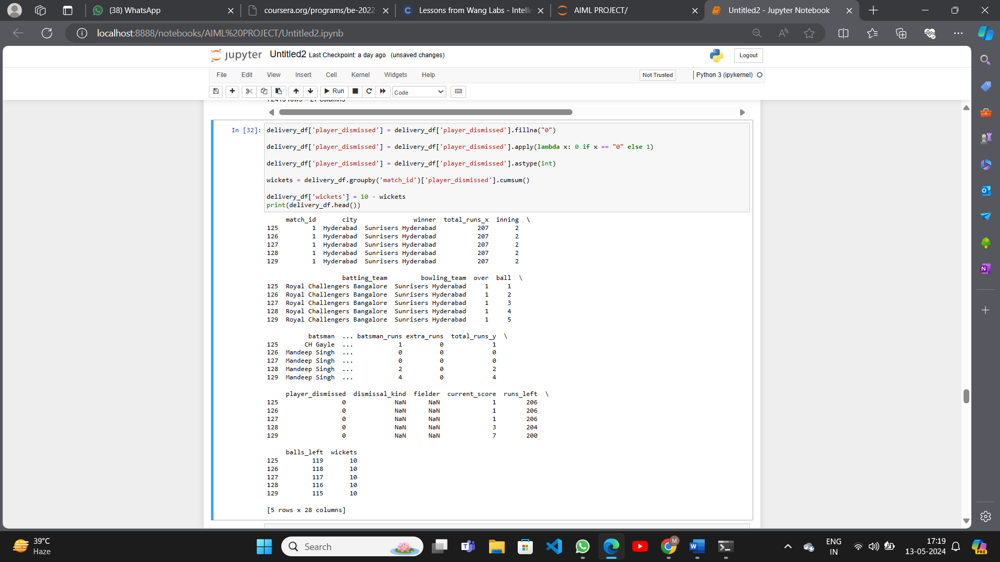 (38) WhatsApp
coursera.org/programs/be-2022-
Lessons from Wang Labs - Intelle
AIML PROJECT/
Untitled2 - Jupyter Notebook
localhost:8888/notebooks/AIML%20PROJECT/Untitled2.ipynb
jupyter Untitled2 Last Checkpoint: a day ago (unsaved changes)
Logout
File Edit View Insert Cell Kernel Widgets Help
Not Trusted
Python 3 (ipykernel)
Run
Code
72413 rows × 27 columns
In [32]:
delivery_df['player_dismissed'] = delivery_df['player_dismissed'].fillna("0")
delivery_df['player_dismissed'] = delivery_df['player_dismissed'].apply(lambda x: 0 if x == "0" else 1)
delivery_df['player_dismissed'] = delivery_df['player_dismissed'].astype(int)
wickets = delivery_df.groupby('match_id')['player_dismissed'].cumsum()
delivery_df['wickets'] = 10 - wickets
print(delivery_df.head())
match_id city winner total_runs_x inning \
125 1 Hyderabad Sunrisers Hyderabad 207 2
126 1 Hyderabad Sunrisers Hyderabad 207 2
127 1 Hyderabad Sunrisers Hyderabad 207 2
128 1 Hyderabad Sunrisers Hyderabad 207 2
129 1 Hyderabad Sunrisers Hyderabad 207 2
batting_team bowling_team over ball \
125 Royal Challengers Bangalore Sunrisers Hyderabad 1 1
126 Royal Challengers Bangalore Sunrisers Hyderabad 1 2
127 Royal Challengers Bangalore Sunrisers Hyderabad 1 3
128 Royal Challengers Bangalore Sunrisers Hyderabad 1 4
129 Royal Challengers Bangalore Sunrisers Hyderabad 1 5
batsman ... batsman_runs extra_runs total_runs_y \
125 CH Gayle ... 1 0 1
126 Mandeep Singh ... 0 0 0
127 Mandeep Singh ... 0 0 0
128 Mandeep Singh ... 2 0 2
129 Mandeep Singh ... 4 0 4
player_dismissed dismissal_kind fielder current_score runs_left \
125 0 NaN NaN 1 206
126 0 NaN NaN 1 206
127 0 NaN NaN 1 206
128 0 NaN NaN 3 204
129 0 NaN NaN 7 200
balls_left wickets
125 119 10
126 118 10
127 117 10
128 116 10
129 115 10
[5 rows x 28 columns]
39°C
Haze
Search
M
ENG
IN
17:19
13-05-2024
PRE